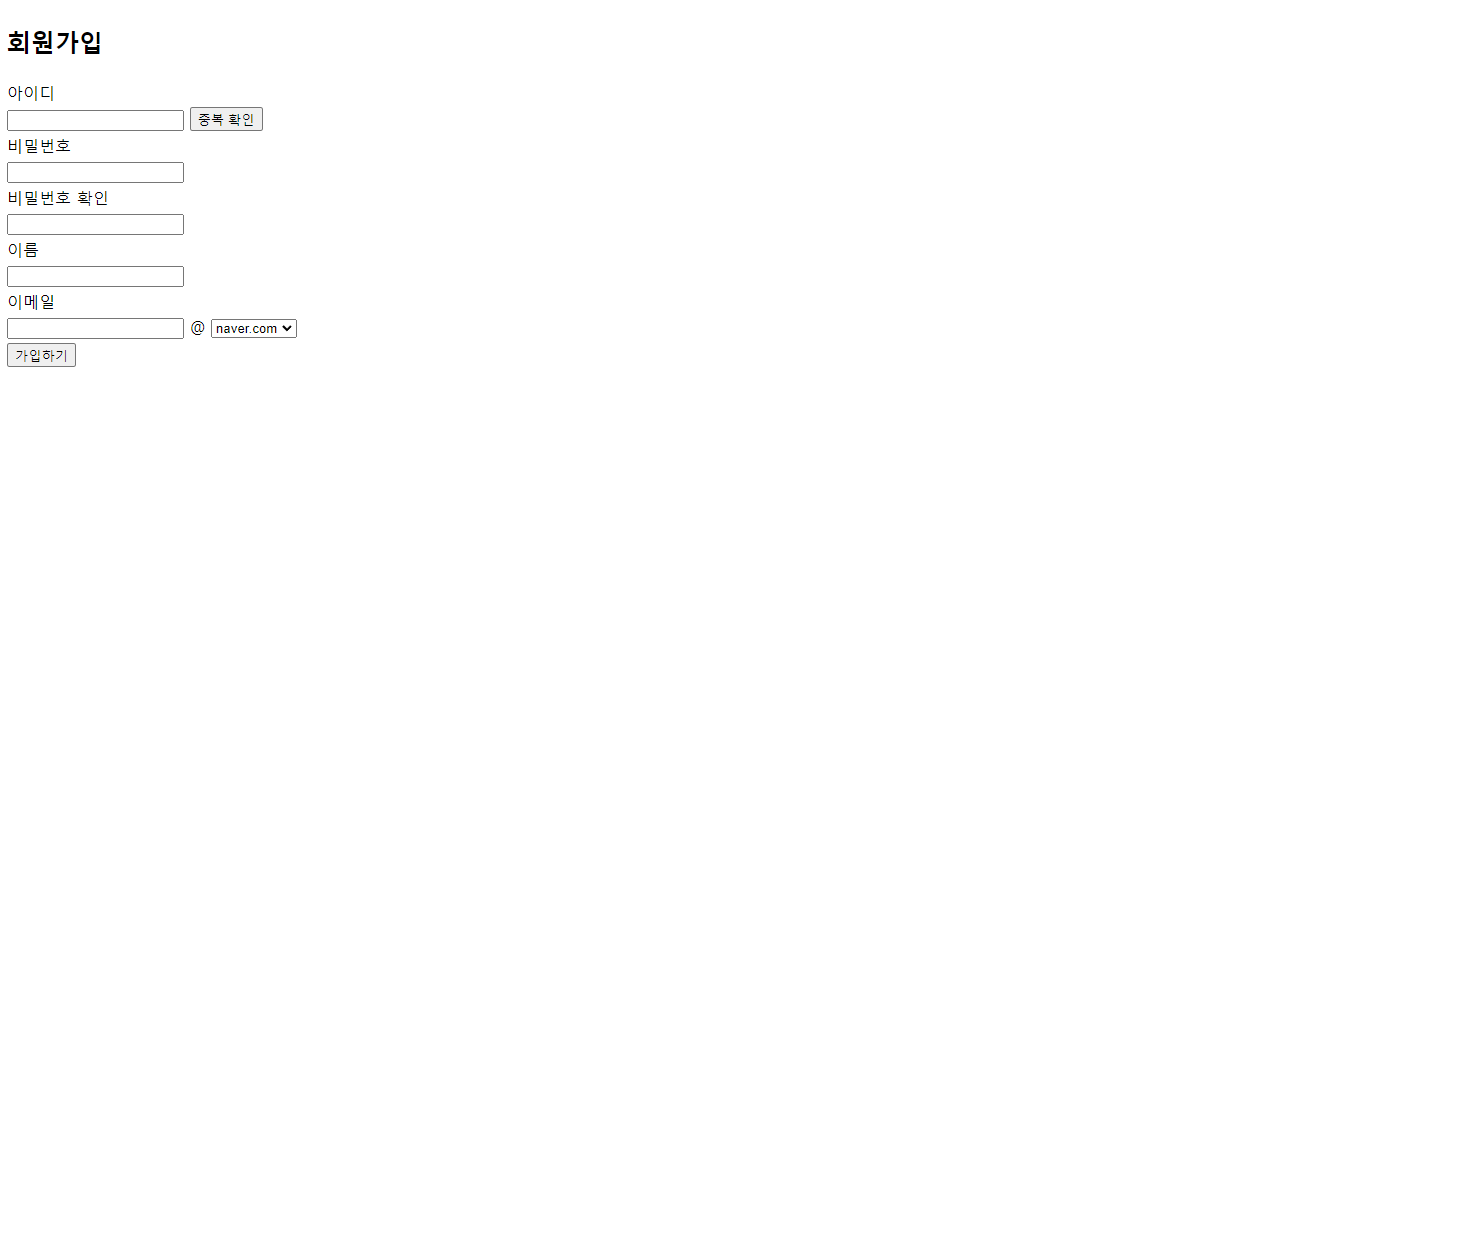 회원가입
아이디
중복 확인
비밀번호
비밀번호 확인
이름
이메일
@ naver.com
가입하기